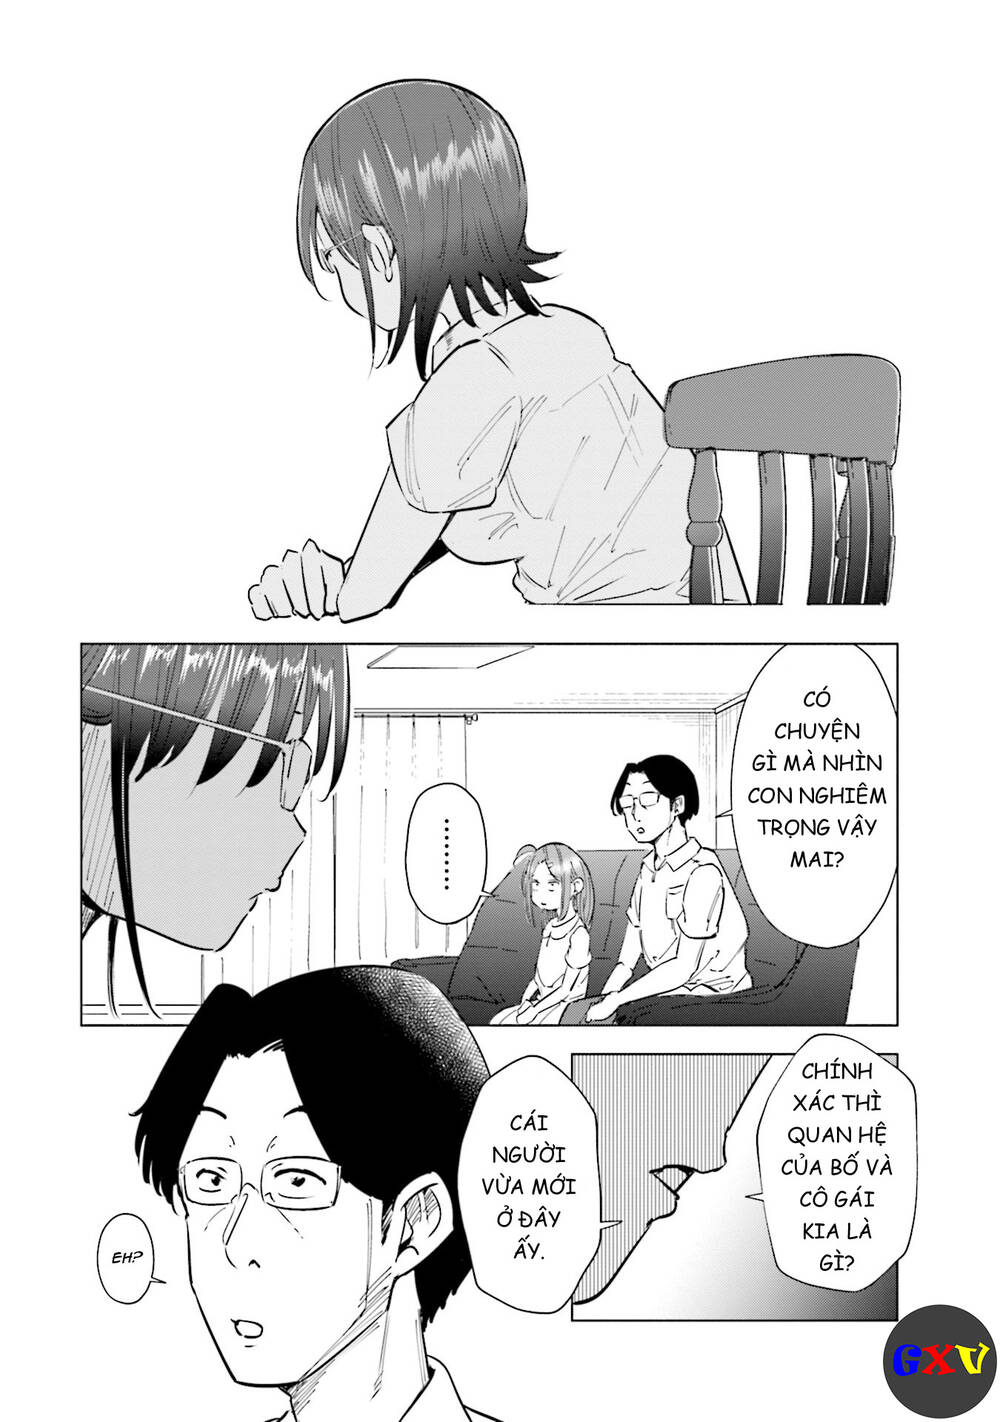 CÓ
CHUYỆN
GÌ MÀ NHÌN
CON NGHIÊM
TRỌNG VẬY
MAI?
.........
CHÍNH
XÁC THÌ
QUAN HỆ
CỦA BỐ VÀ
CÔ GÁI
KIA LÀ
GÌ?
CÁI
NGƯỜI
VỪA MỚI
Ở ĐÂY
ẤY.
EH?
GXV